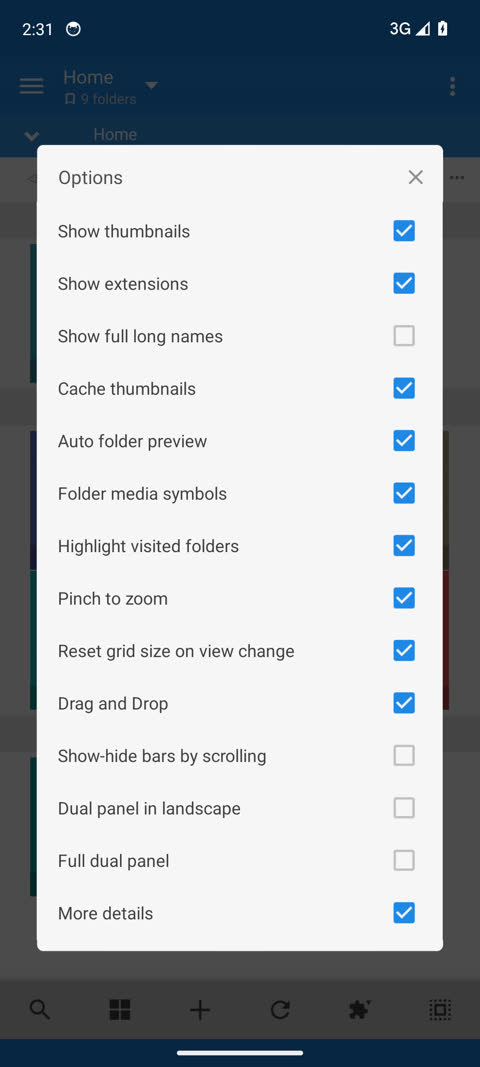 2:31
3G
Home
9 folders
Home
Options
Show thumbnails
Show extensions
Show full long names
Cache thumbnails
Auto folder preview
Folder media symbols
Highlight visited folders
Pinch to zoom
Reset grid size on view change
Drag and Drop
Show-hide bars by scrolling
Dual panel in landscape
Full dual panel
More details